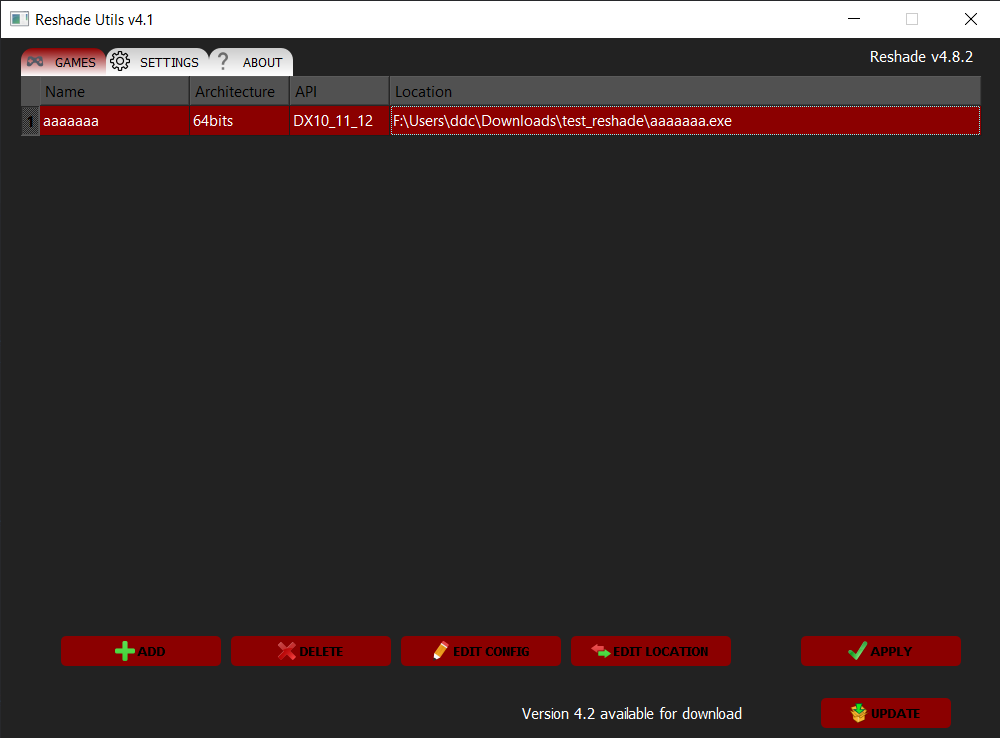 Reshade Utils v4.1
GAMES SETTINGS ? ABOUT Reshade v4.8.2
Name Architecture API Location
1 aaaaaaa 64bits DX10_11_12 F:\Users\ddc\Downloads\test_reshade\aaaaaaa.exe
ADD DELETE EDIT CONFIG EDIT LOCATION APPLY
Version 4.2 available for download UPDATE